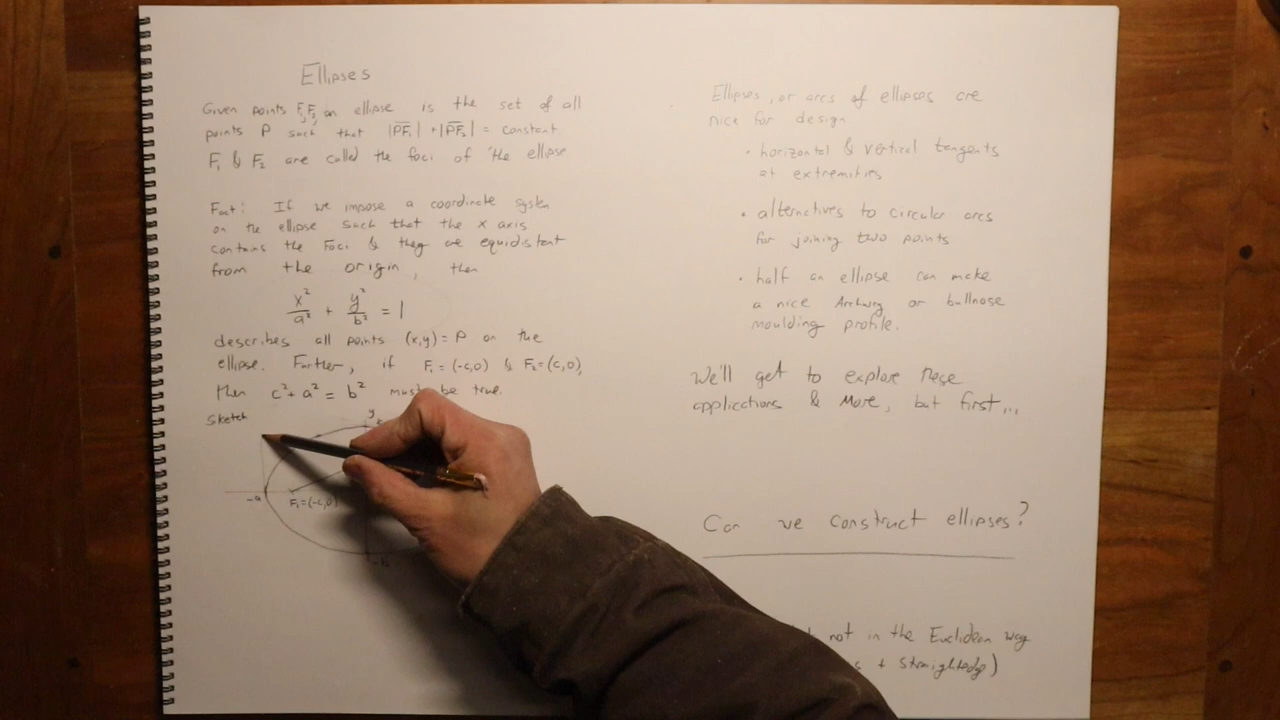 Ellipses
Given points F₁,F₂, an ellipse is the set of all
points P such that |PF₁| + |PF₂| = constant
F₁ & F₂ are called the foci of the ellipse
Fact: If we impose a coordinate system
on the ellipse such that the x axis
contains the Foci & they are equidistant
from the origin, then
x²/a² + y²/b² = 1
describes all points (x,y) = P on the
ellipse. Further, if F₁ = (-c,0) & F₂ = (c,0),
then c² + a² = b² must be true.
Sketch
y
-a
F₁=(-c,0)
-b
Ellipses, or arcs of ellipses are
nice for design
• horizontal & vertical tangents
at extremities
• alternatives to circular arcs
for joining two points
• half an ellipse can make
a nice Archway or bullnose
moulding profile.
We'll get to explore these
applications & More, but first...
Can we construct ellipses?
not in the Euclidean way
+ straightedge)